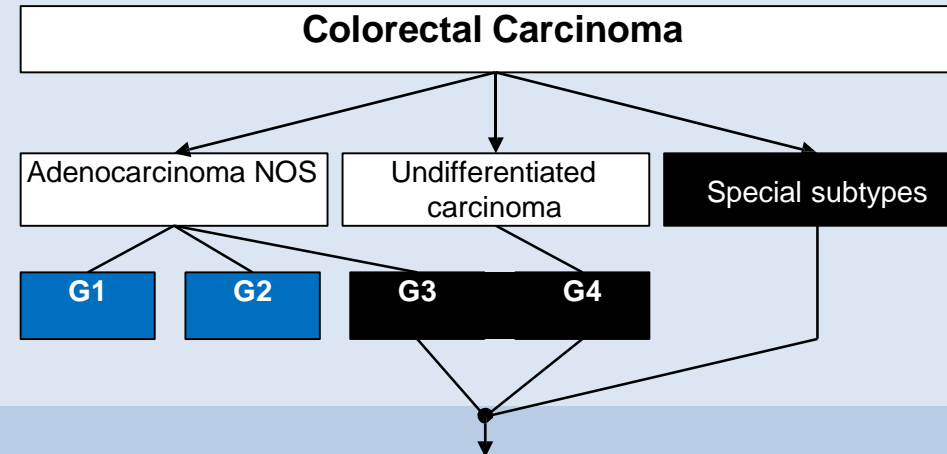 Colorectal Carcinoma
Adenocarcinoma NOS
Undifferentiated
carcinoma
Special subtypes
G1
G2
G3
G4